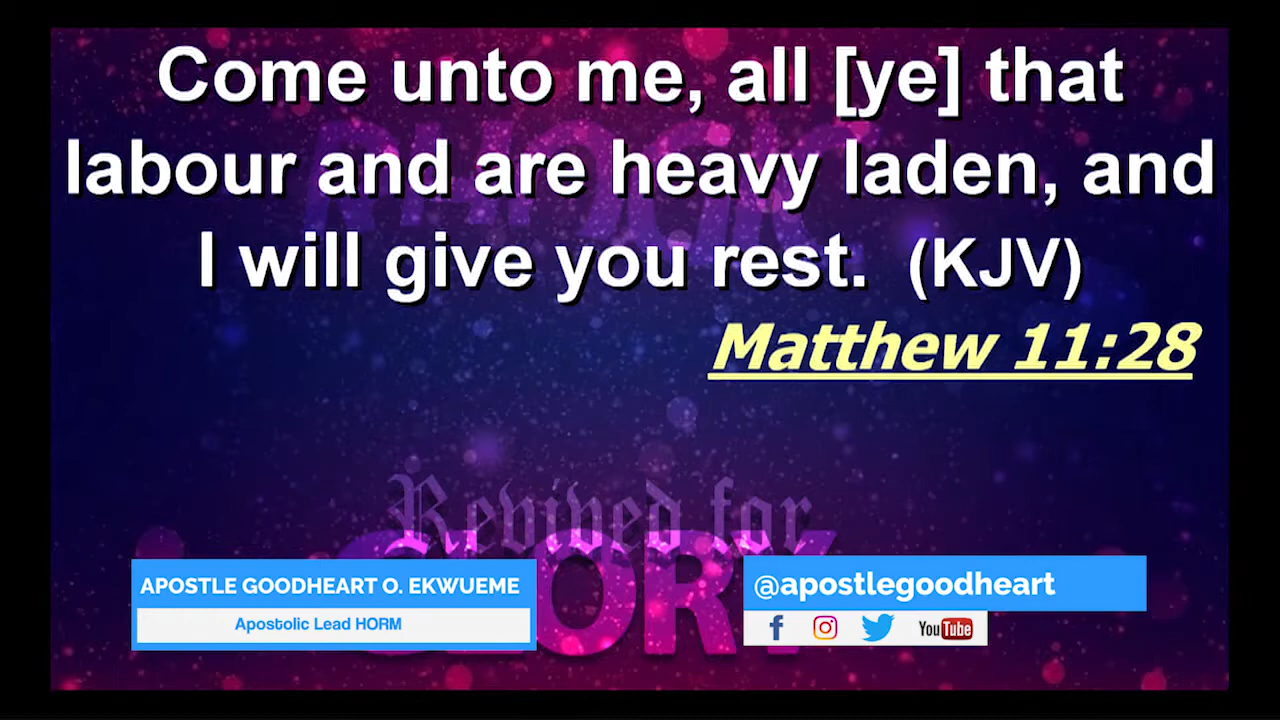 Come unto me, all [ye] that
labour and are heavy laden, and
I will give you rest. (KJV)
Matthew 11:28
RHOGIC
Revived for
GLORY
APOSTLE GOODHEART O. EKWUEME
Apostolic Lead HORM
@apostlegoodheart
YouTube